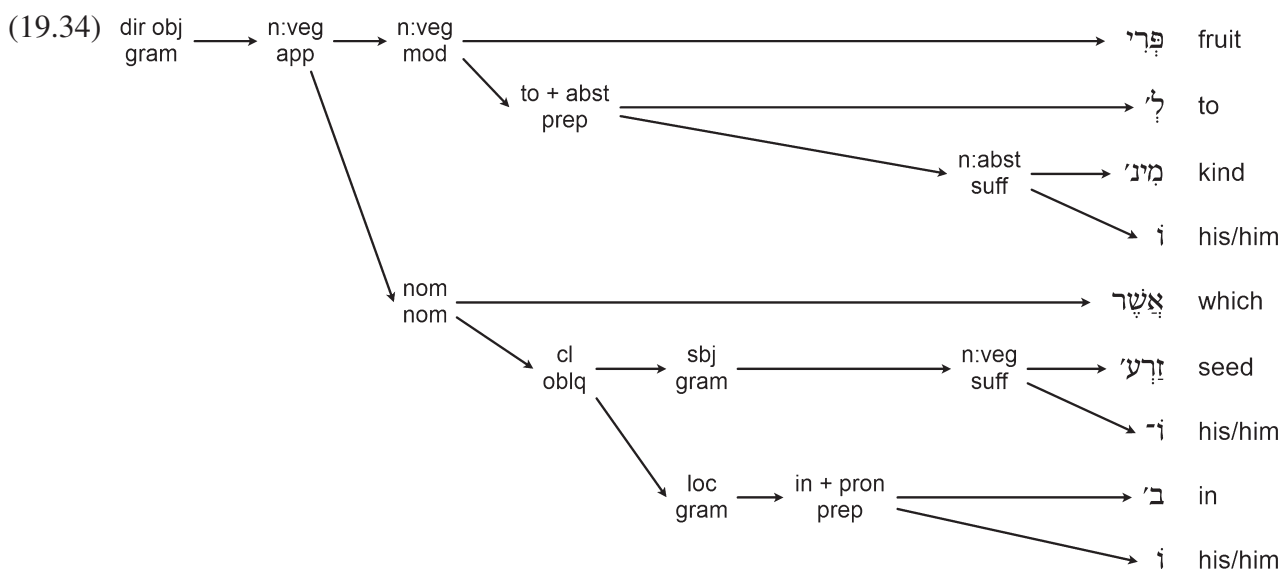 (19.34) dir obj gram n:veg app n:veg mod פְּרִי fruit
to + abst prep לְ׳ to
n:abst suff מִינ׳ kind
וֹ his/him
nom nom אֲשֶׁר which
cl oblq sbj gram n:veg suff זַרְע׳ seed
וֹ־ his/him
loc gram in + pron prep ב׳ in
וֹ his/him